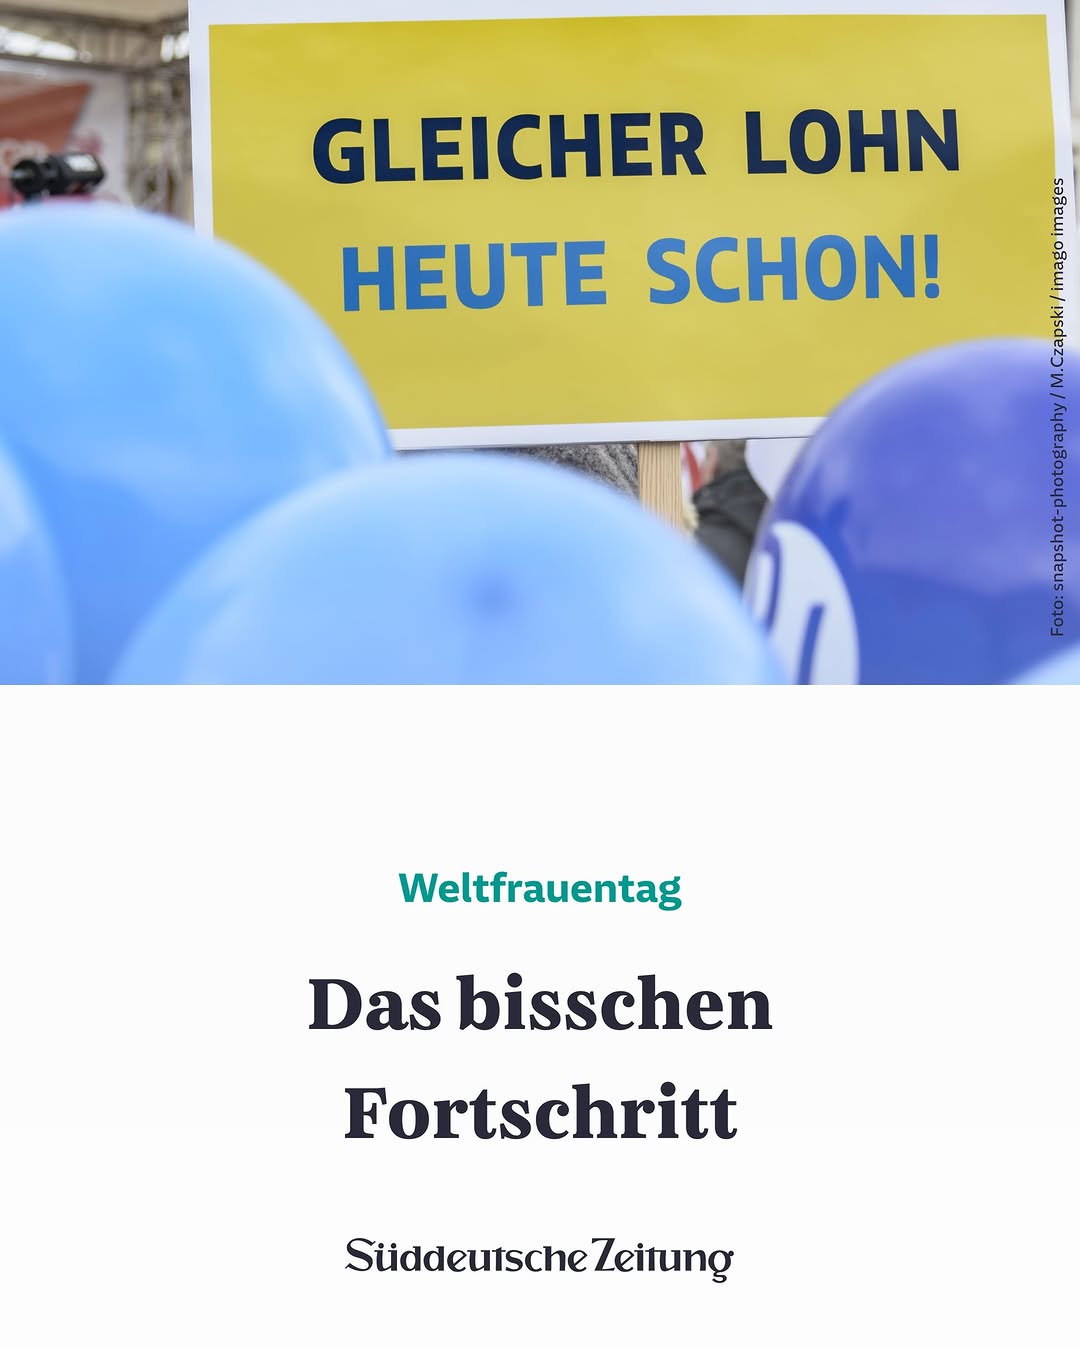 GLEICHER LOHN
HEUTE SCHON!
Foto: snapshot-photography / M.Czapski / imago images
Weltfrauentag
Das bisschen
Fortschritt
Süddeutsche Zeitung